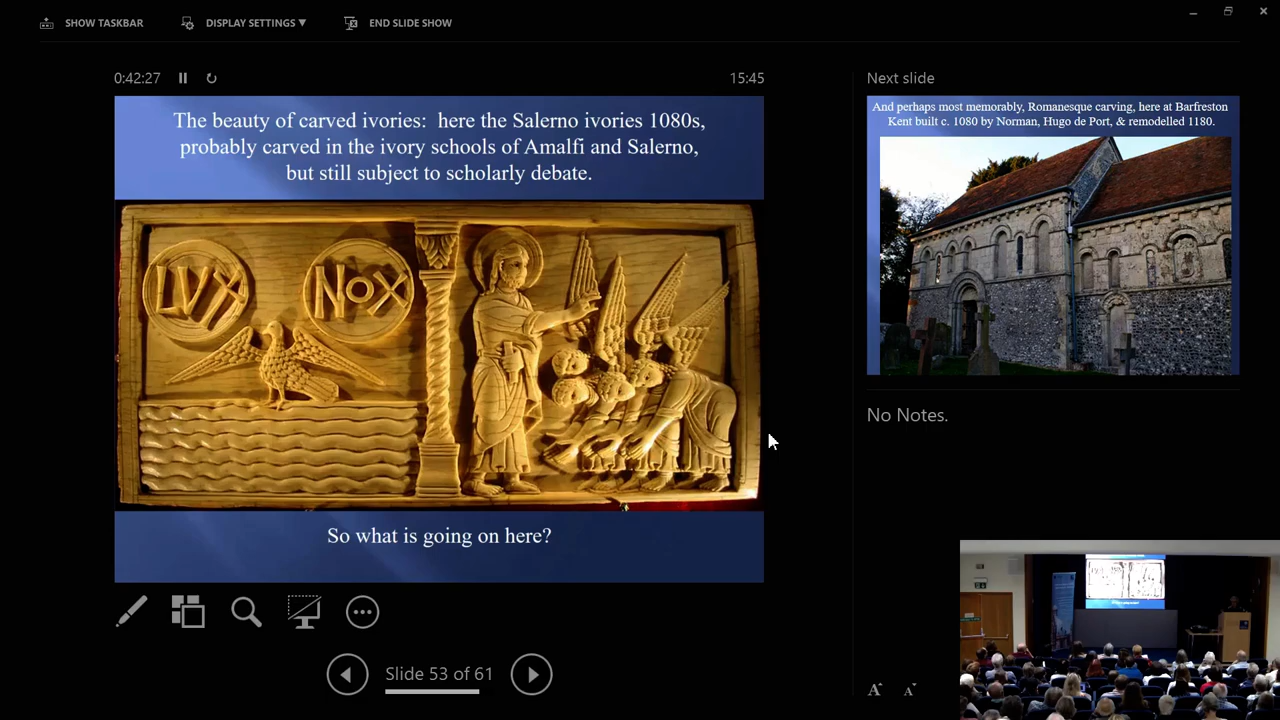 SHOW TASKBAR
DISPLAY SETTINGS ▼
END SLIDE SHOW
0:42:27
15:45
The beauty of carved ivories: here the Salerno ivories 1080s,
probably carved in the ivory schools of Amalfi and Salerno,
but still subject to scholarly debate.
LVX
NOX
So what is going on here?
Slide 53 of 61
Next slide
And perhaps most memorably, Romanesque carving, here at Barfreston
Kent built c. 1080 by Norman, Hugo de Port, & remodelled 1180.
No Notes.
A
A